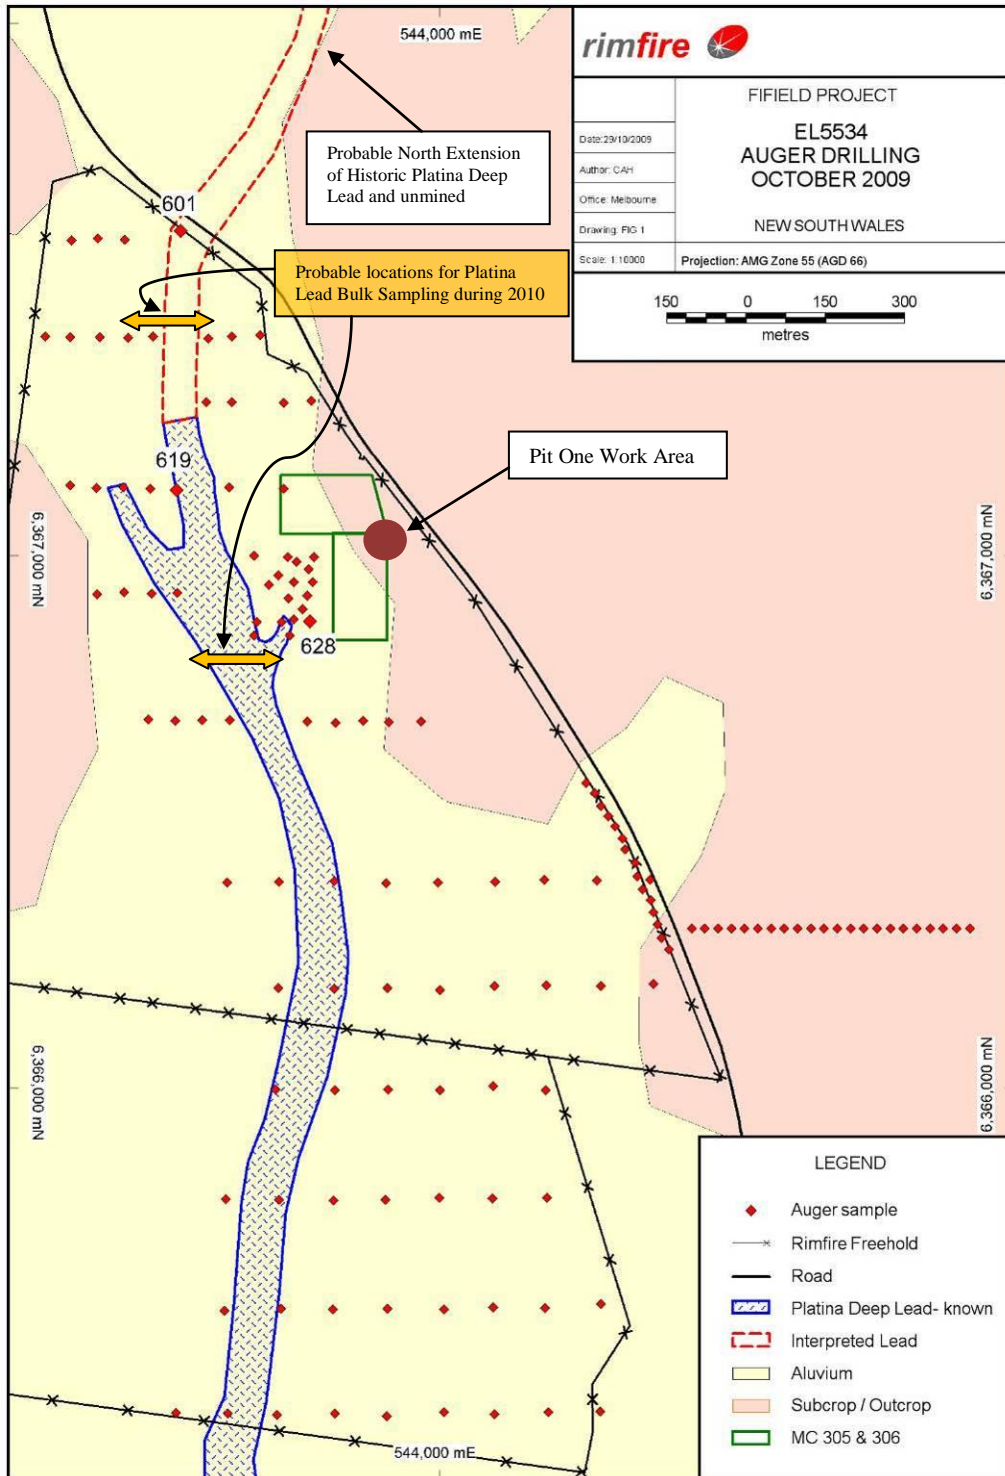 544,000 mE
rimfire
FIFIELD PROJECT
Date:29/10/2009
Author: CAH
Office: Melbourne
Drawing: FIG 1
Scale: 1:10000
EL5534
AUGER DRILLING
OCTOBER 2009
NEW SOUTH WALES
Projection: AMG Zone 55 (AGD 66)
150 0 150 300
metres
Probable North Extension
of Historic Platina Deep
Lead and unmined
601
Probable locations for Platina
Lead Bulk Sampling during 2010
619
Pit One Work Area
6,367,000 mN
6,367,000 mN
628
6,366,000 mN
6,366,000 mN
LEGEND
Auger sample
Rimfire Freehold
Road
Platina Deep Lead- known
Interpreted Lead
Aluvium
Subcrop / Outcrop
MC 305 & 306
544,000 mE